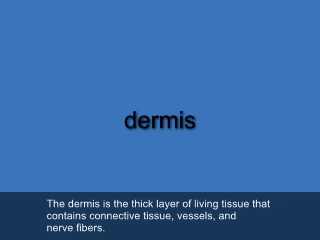 dermis
The dermis is the thick layer of living tissue that
contains connective tissue, vessels, and
nerve fibers.